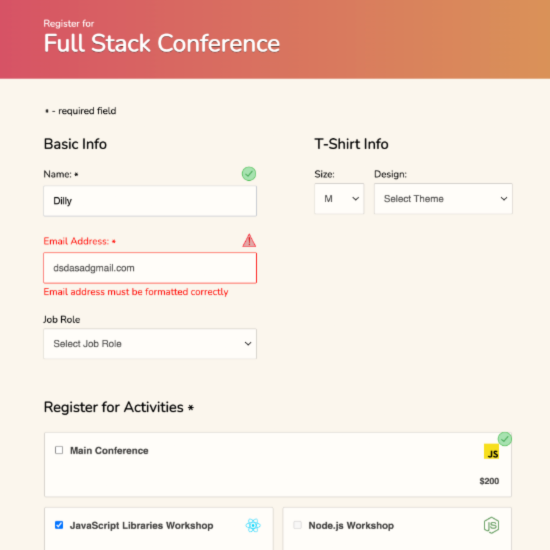 Register for
Full Stack Conference
* - required field
Basic Info
Name: *
Dilly
Email Address: *
dsdasadgmail.com
Email address must be formatted correctly
Job Role
Select Job Role
T-Shirt Info
Size:
M
Design:
Select Theme
Register for Activities *
Main Conference
JS
$200
JavaScript Libraries Workshop
Node.js Workshop
JS